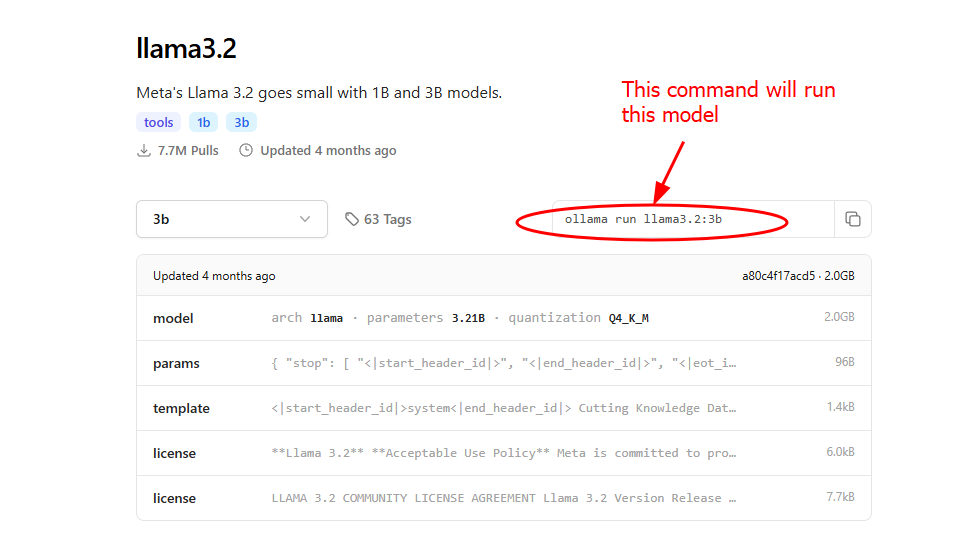 llama3.2
Meta's Llama 3.2 goes small with 1B and 3B models.
This command will run
this model
tools 1b 3b
7.7M Pulls Updated 4 months ago
3b 63 Tags ollama run llama3.2:3b
Updated 4 months ago a80c4f17acd5 · 2.0GB
model arch llama · parameters 3.21B · quantization Q4_K_M 2.0GB
params { "stop": [ "<|start_header_id|>", "<|end_header_id|>", "<|eot_i… 96B
template <|start_header_id|>system<|end_header_id|> Cutting Knowledge Dat… 1.4kB
license **Llama 3.2** **Acceptable Use Policy** Meta is committed to pro… 6.0kB
license LLAMA 3.2 COMMUNITY LICENSE AGREEMENT Llama 3.2 Version Release … 7.7kB